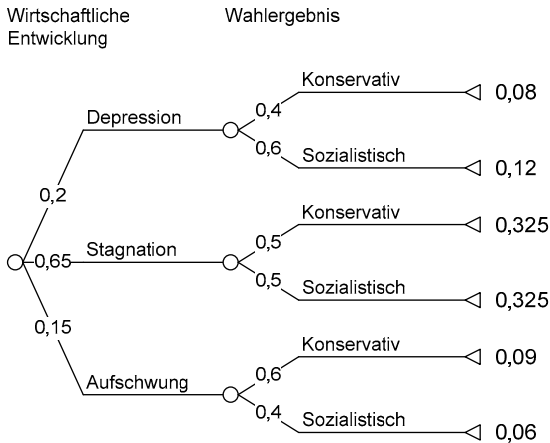 Wirtschaftliche
Entwicklung
Wahlergebnis
Konservativ
0,08
Depression
0,4
0,6
Sozialistisch
0,12
0,2
Konservativ
0,325
Stagnation
0,65
0,5
0,5
Sozialistisch
0,325
0,15
Konservativ
0,09
Aufschwung
0,6
0,4
Sozialistisch
0,06